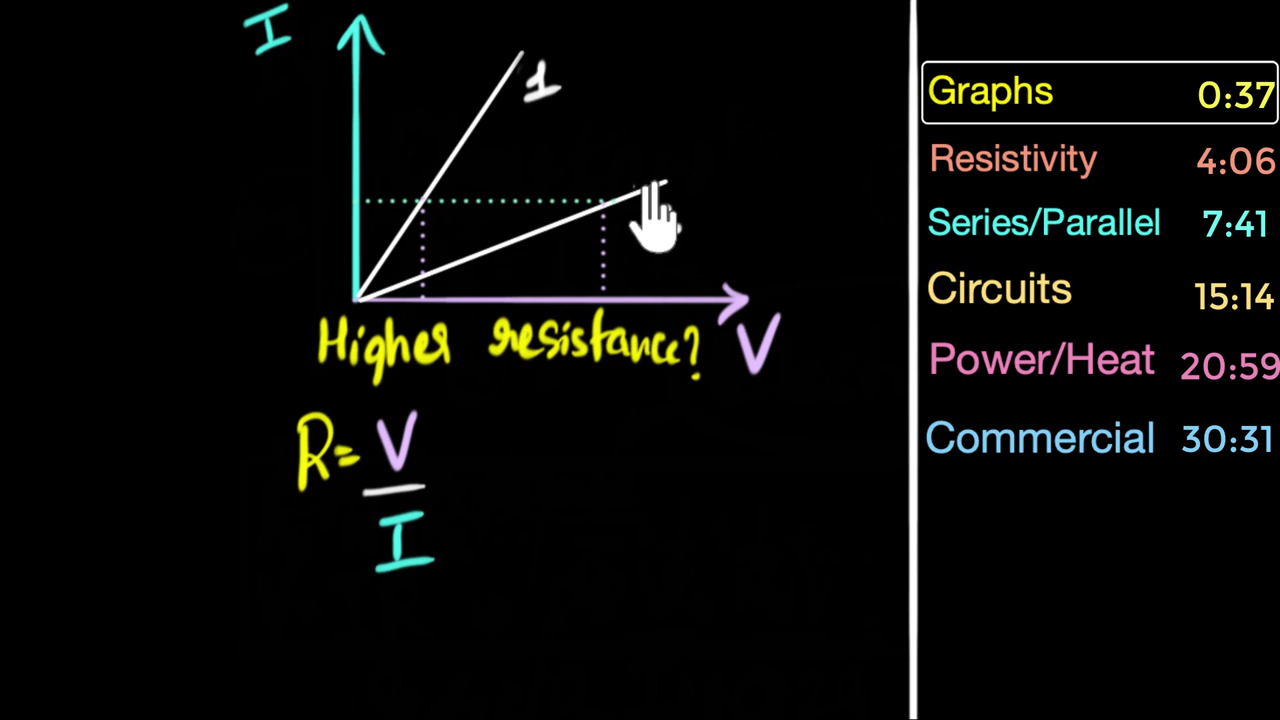 I
1
V
Higher resistance?
R = V
I
Graphs 0:37
Resistivity 4:06
Series/Parallel 7:41
Circuits 15:14
Power/Heat 20:59
Commercial 30:31